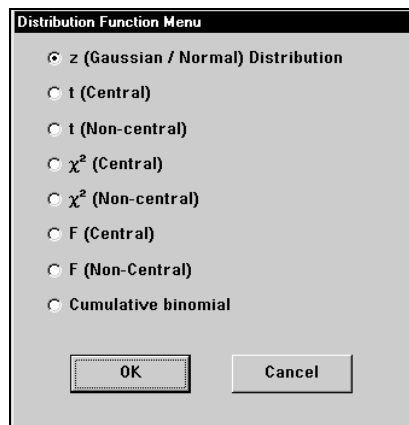 Distribution Function Menu
z (Gaussian / Normal) Distribution
t (Central)
t (Non-central)
χ² (Central)
χ² (Non-central)
F (Central)
F (Non-Central)
Cumulative binomial
OK Cancel